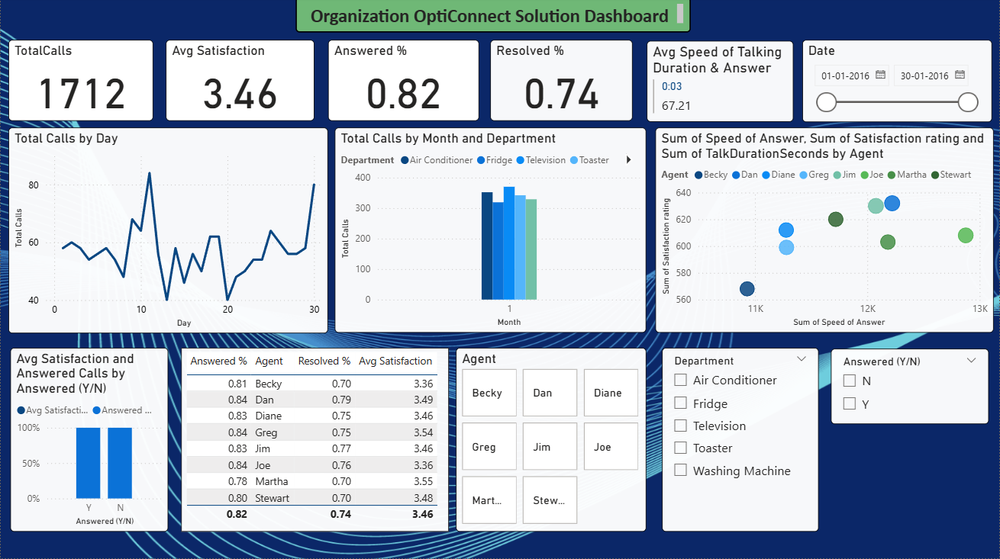 Organization OptiConnect Solution Dashboard
TotalCalls
1712
Avg Satisfaction
3.46
Answered %
0.82
Resolved %
0.74
Avg Speed of Talking
Duration & Answer
0:03
67.21
Date
01-01-2016 30-01-2016
Total Calls by Day
Total Calls
80
60
40
0 10 20 30
Day
Total Calls by Month and Department
Department Air Conditioner Fridge Television Toaster
Total Calls
400
300
200
100
0
1
Month
Sum of Speed of Answer, Sum of Satisfaction rating and
Sum of TalkDurationSeconds by Agent
Agent Becky Dan Diane Greg Jim Joe Martha Stewart
Sum of Satisfaction rating
640
620
600
580
560
11K 12K 13K
Sum of Speed of Answer
Avg Satisfaction and
Answered Calls by
Answered (Y/N)
Avg Satisfacti... Answered ...
100%
50%
0%
Y N
Answered (Y/N)
Answered % Agent Resolved % Avg Satisfaction
0.81 Becky 0.70 3.36
0.84 Dan 0.79 3.49
0.83 Diane 0.75 3.46
0.84 Greg 0.75 3.54
0.83 Jim 0.77 3.46
0.84 Joe 0.76 3.36
0.78 Martha 0.70 3.55
0.80 Stewart 0.70 3.48
0.82 0.74 3.46
Agent
Becky Dan Diane
Greg Jim Joe
Mart... Stew...
Department
Air Conditioner
Fridge
Television
Toaster
Washing Machine
Answered (Y/N)
N
Y